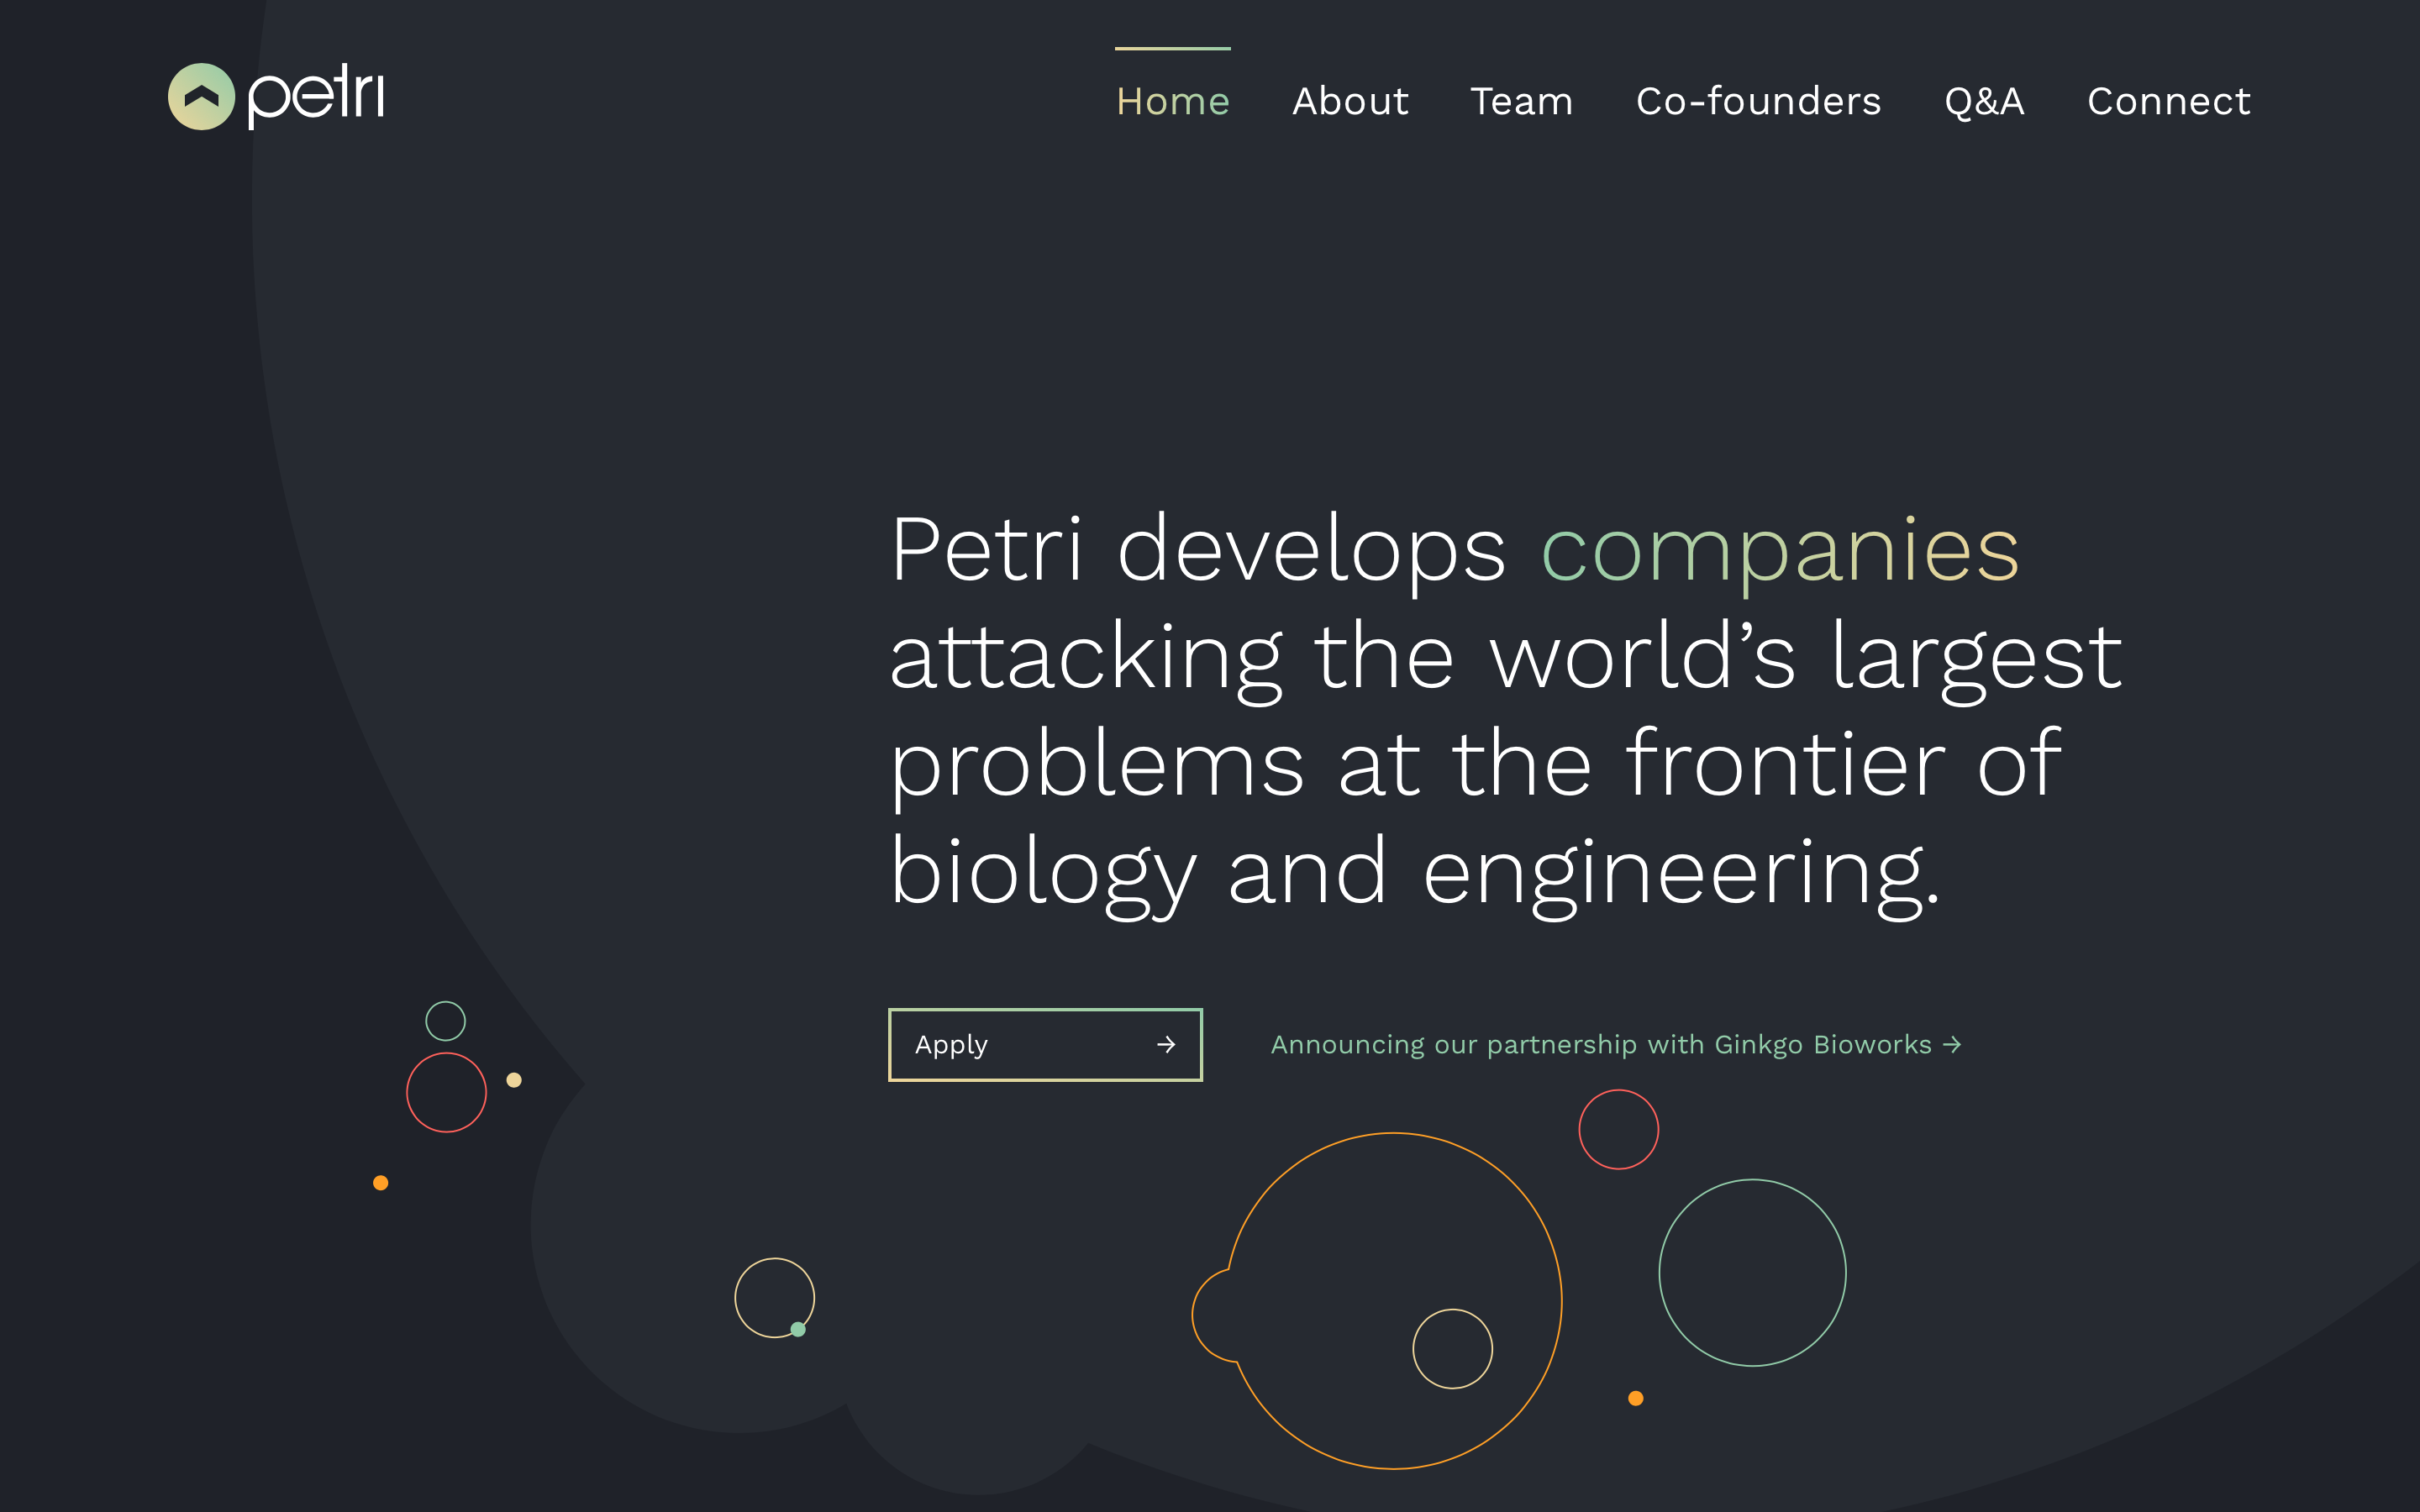 petri
Home About Team Co-founders Q&A Connect
Petri develops companies
attacking the world’s largest
problems at the frontier of
biology and engineering.
Apply →
Announcing our partnership with Ginkgo Bioworks →